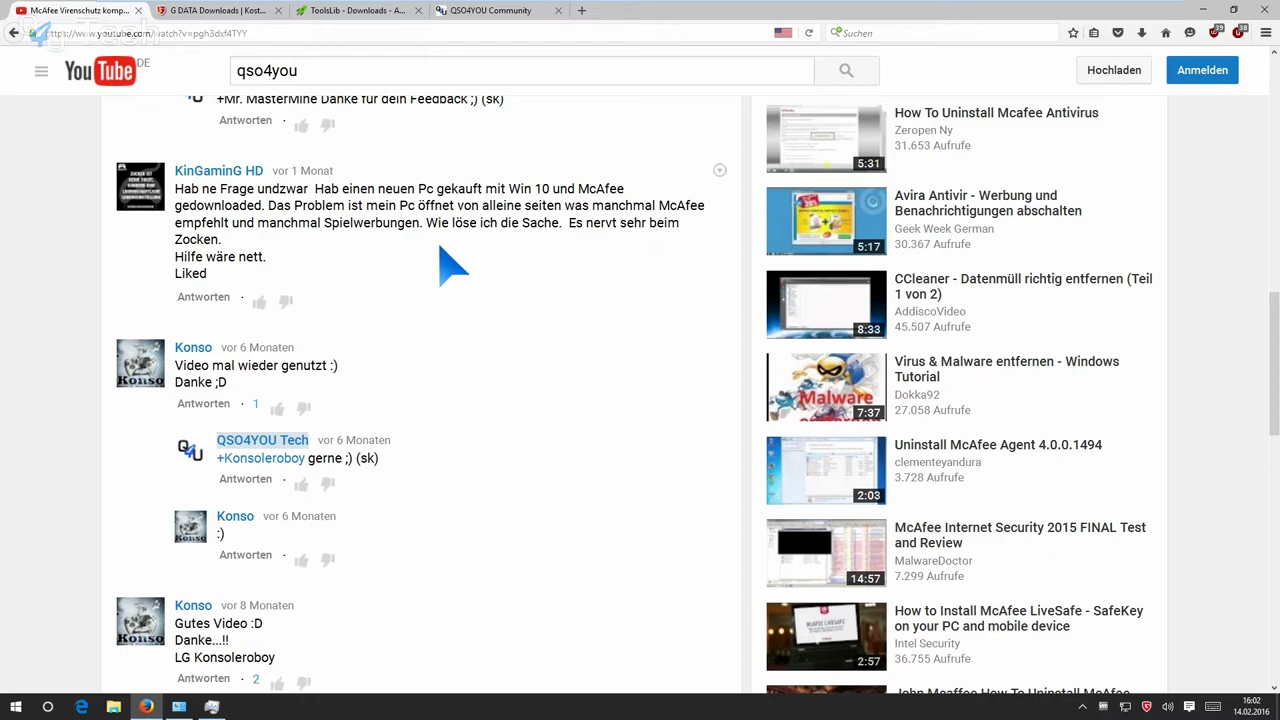 McAfee Virenschutz komp...
G DATA Downloads | Kost...
ToolsLib - Downloads - A...
QSO4YOU Community
https://www.youtube.com/watch?v=pgh3dxf4TYY
Suchen
YouTube DE
qso4you
Hochladen
Anmelden
+Mr. MasterMine Danke für dein Feedback ;) (sk)
Antworten
KinGaminG HD vor 1 Monat
Hab ne Frage undzwar Hab einen neuen Pc gekauft mit Win 10 und McAfee
gedownloaded. Das Problem ist main Pc öffnet von alleine seiten was manchmal McAfee
empfiehlt und manchmal Spielwerbungen. Wie löse ich die Sache. Es nervt sehr beim
Zocken.
Hilfe wäre nett.
Liked
Antworten
Konso vor 6 Monaten
Video mal wieder genutzt :)
Danke ;D
Antworten · 1
QSO4YOU Tech vor 6 Monaten
+Konsoleroboy gerne ;) (sk)
Antworten
Konso vor 6 Monaten
:)
Antworten
Konso vor 8 Monaten
Gutes Video :D
Danke...!!
LG Konsoleroboy
Antworten · 2
How To Uninstall Mcafee Antivirus
Zeropen Ny
31.653 Aufrufe
5:31
Avira Antivir - Werbung und
Benachrichtigungen abschalten
Geek Week German
30.367 Aufrufe
5:17
CCleaner - Datenmüll richtig entfernen (Teil
1 von 2)
AddiscoVideo
45.507 Aufrufe
8:33
Virus & Malware entfernen - Windows
Tutorial
Dokka92
27.058 Aufrufe
Malware
7:37
Uninstall McAfee Agent 4.0.0.1494
clementeyandura
3.728 Aufrufe
2:03
McAfee Internet Security 2015 FINAL Test
and Review
MalwareDoctor
7.299 Aufrufe
14:57
How to Install McAfee LiveSafe - SafeKey
on your PC and mobile device
Intel Security
36.755 Aufrufe
2:57
John Mcaffee How To Uninstall McAfee
16:02
14.02.2016